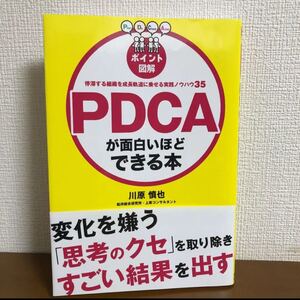 Plan Do Check Action
ポイント
図解
停滞する組織を成長軌道に乗せる実践ノウハウ35
PDCA
が面白いほど
できる本
川原 慎也
船井総合研究所・上席コンサルタント
変化を嫌う
「思考のクセ」を取り除き
すごい結果を出す